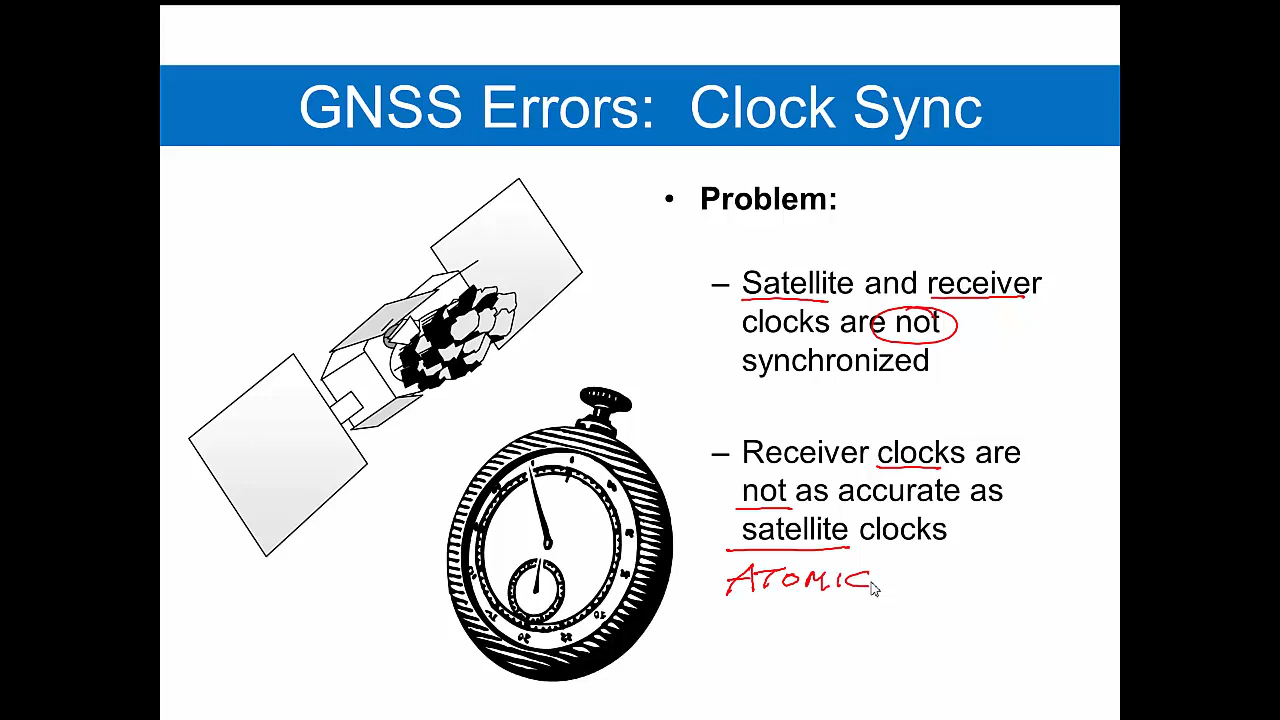 GNSS Errors: Clock Sync
• Problem:
– Satellite and receiver
clocks are not
synchronized
– Receiver clocks are
not as accurate as
satellite clocks
ATOMIC